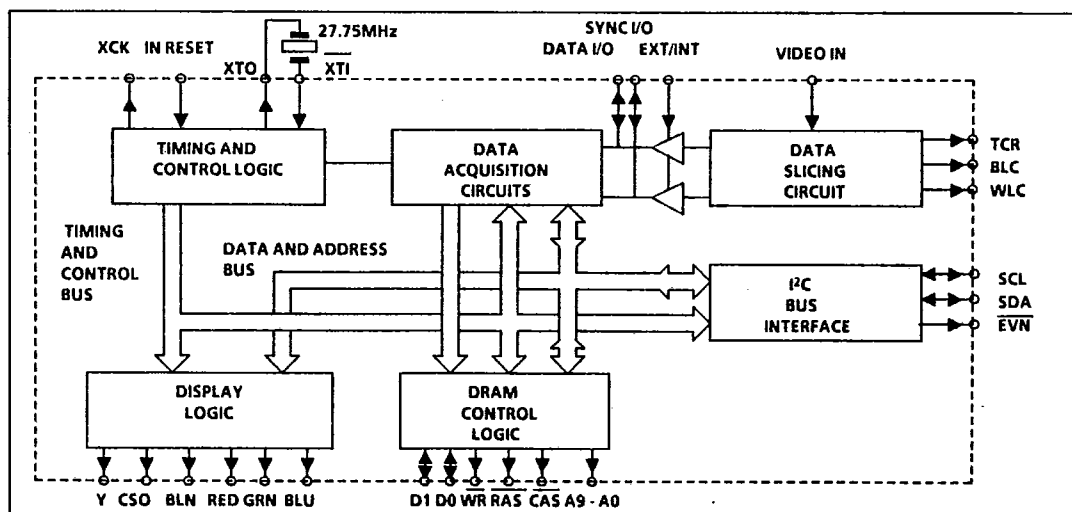 SYNC I/O
27.75MHz
XCK IN RESET
DATA I/O EXT/INT
VIDEO IN
XTO
XTI
TIMING AND
CONTROL LOGIC
DATA
ACQUISITION
CIRCUITS
DATA
SLICING
CIRCUIT
TCR
BLC
WLC
TIMING
AND
CONTROL
BUS
DATA AND ADDRESS
BUS
I²C
BUS
INTERFACE
SCL
SDA
EVN
DISPLAY
LOGIC
DRAM
CONTROL
LOGIC
Y CSO BLN RED GRN BLU
D1 D0 WR RAS CAS A9 - A0